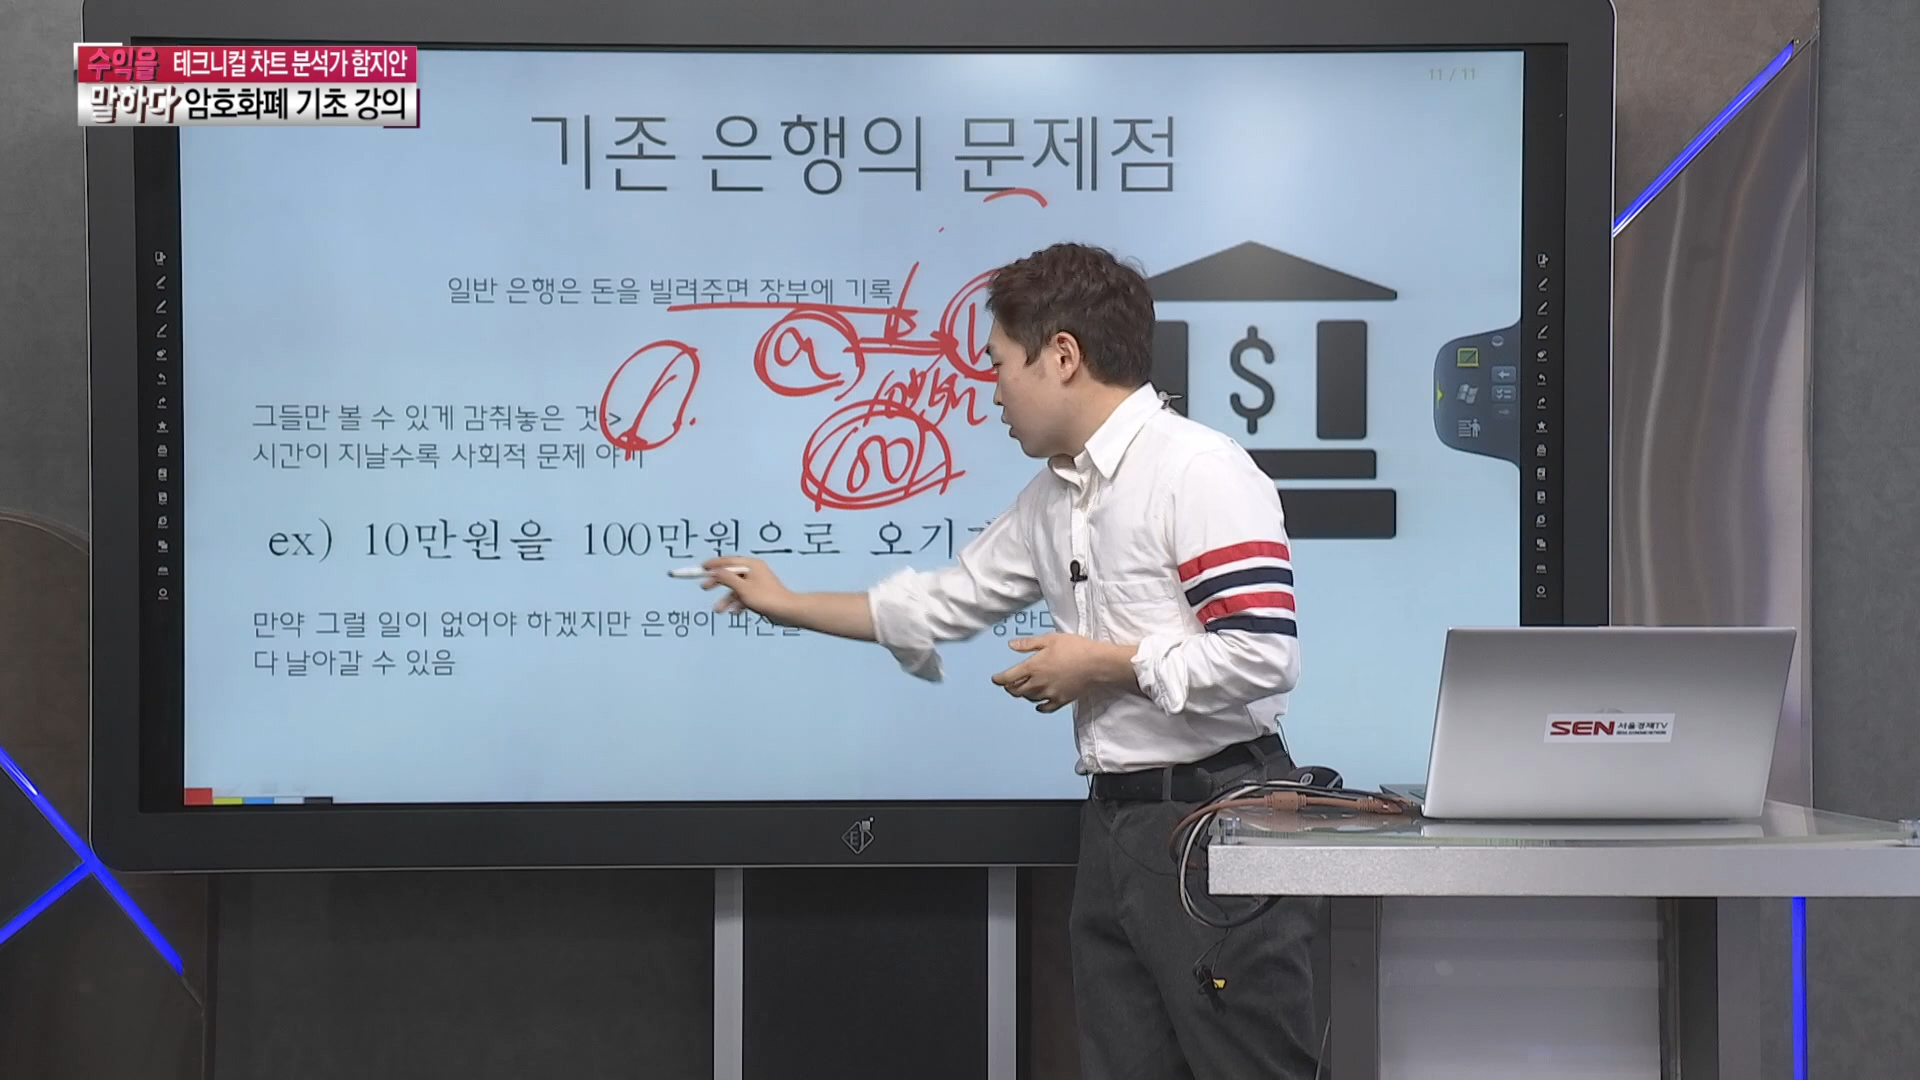 수익을 테크니컬 차트 분석가 함지안
말하다 암호화폐 기초 강의
11 / 11
기존 은행의 문제점
일반 은행은 돈을 빌려주면 장부에 기록
a
100
그들만 볼 수 있게 감춰놓은 것 >
시간이 지날수록 사회적 문제 야기
$
ex) 10만원을 100만원으로 오기
만약 그럴 일이 없어야 하겠지만 은행이 파산을
다 날아갈 수 있음
SEN 서울경제TV